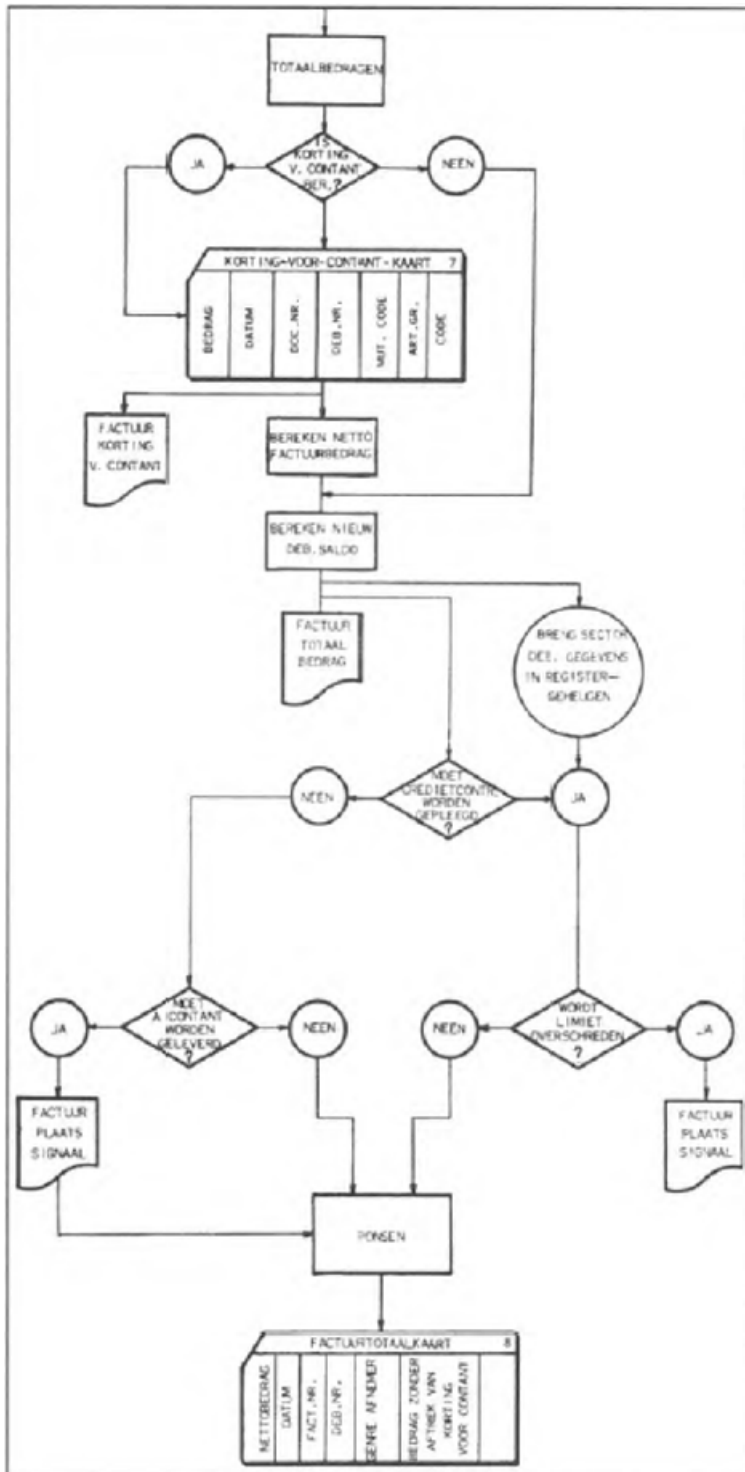 TOTAALBEDRAGEN
JA
IS
KORTING
V. CONTANT
BER.?
NEEN
KORTING-VOOR-CONTANT-KAART 7
BEDRAG
DATUM
DOC.NR.
DEB.NR.
MUT. CODE
ART.GR.
CODE
FACTUUR
KORTING
V. CONTANT
BEREKEN NETTO
FACTUURBEDRAG
BEREKEN NIEUW
DEB.SALDO
FACTUUR
TOTAAL
BEDRAG
BRENG SECTOR
DEB. GEGEVENS
IN REGISTER-
GEHEUGEN
NEEN
MOET
CREDIETCONTR.
WORDEN
GEPLEEGD
?
JA
JA
MOET
A CONTANT
WORDEN
GELEVERD
?
NEEN
NEEN
WORDT
LIMIET
OVERSCHREDEN
?
JA
FACTUUR
PLAATS
SIGNAAL
FACTUUR
PLAATS
SIGNAAL
PONSEN
FACTUURTOTAALKAART 8
NETTOBEDRAG
DATUM
FACT.NR.
DEB.NR.
GENRE AFNEMER
BEDRAG ZONDER
AFTREK VAN
KORTING
VOOR CONTANT